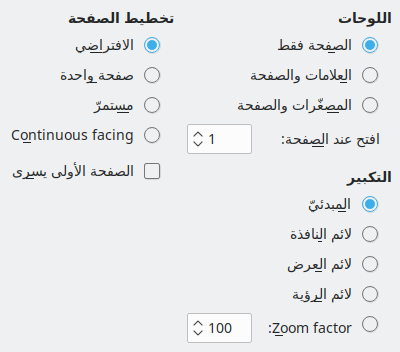 اللوحات
الصفحة فقط
العلامات والصفحة
المصغّرات والصفحة
افتح عند الصفحة: 1
التكبير
المبدئيّ
لائم النافذة
لائم العرض
لائم الرؤية
Zoom factor: 100
تخطيط الصفحة
الافتراضي
صفحة واحدة
مستمرّ
Continuous facing
الصفحة الأولى يسرى